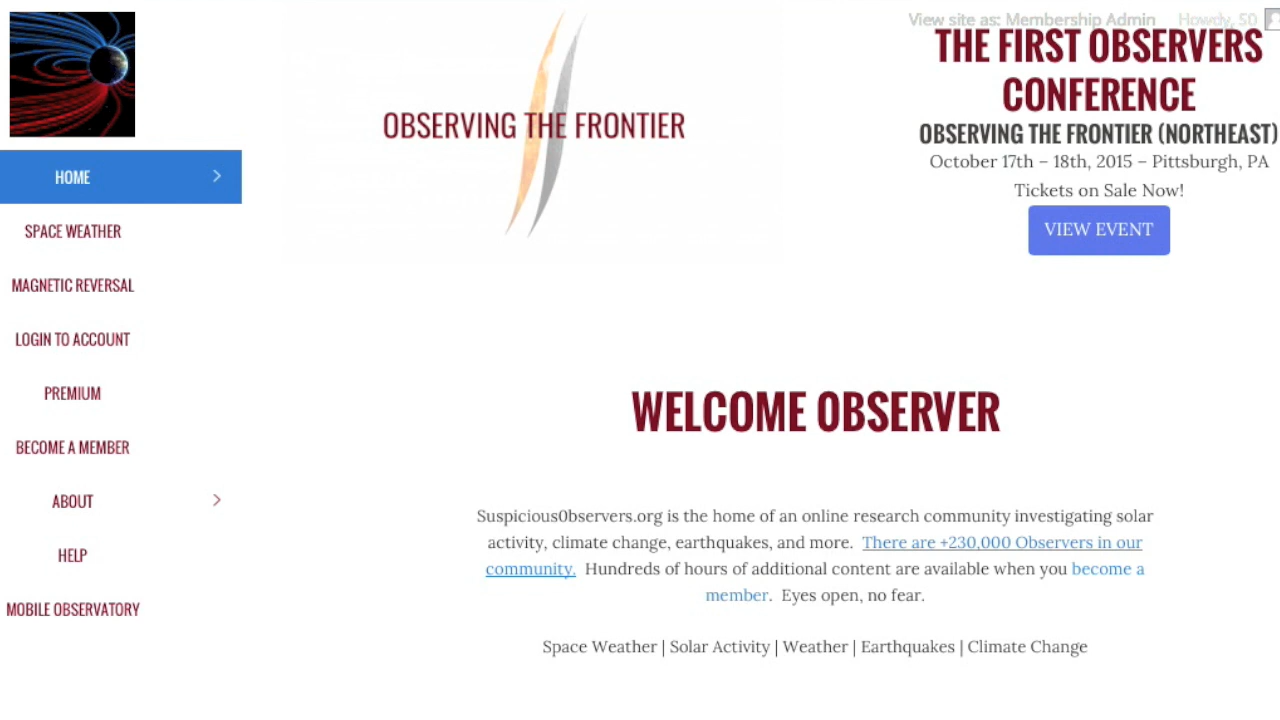 View site as: Membership Admin
Howdy, S0
HOME
SPACE WEATHER
MAGNETIC REVERSAL
LOGIN TO ACCOUNT
PREMIUM
BECOME A MEMBER
ABOUT
HELP
MOBILE OBSERVATORY
OBSERVING THE FRONTIER
THE FIRST OBSERVERS
CONFERENCE
OBSERVING THE FRONTIER (NORTHEAST)
October 17th – 18th, 2015 – Pittsburgh, PA
Tickets on Sale Now!
VIEW EVENT
WELCOME OBSERVER
Suspicious0bservers.org is the home of an online research community investigating solar
activity, climate change, earthquakes, and more. There are +230,000 Observers in our
community. Hundreds of hours of additional content are available when you become a
member. Eyes open, no fear.
Space Weather | Solar Activity | Weather | Earthquakes | Climate Change